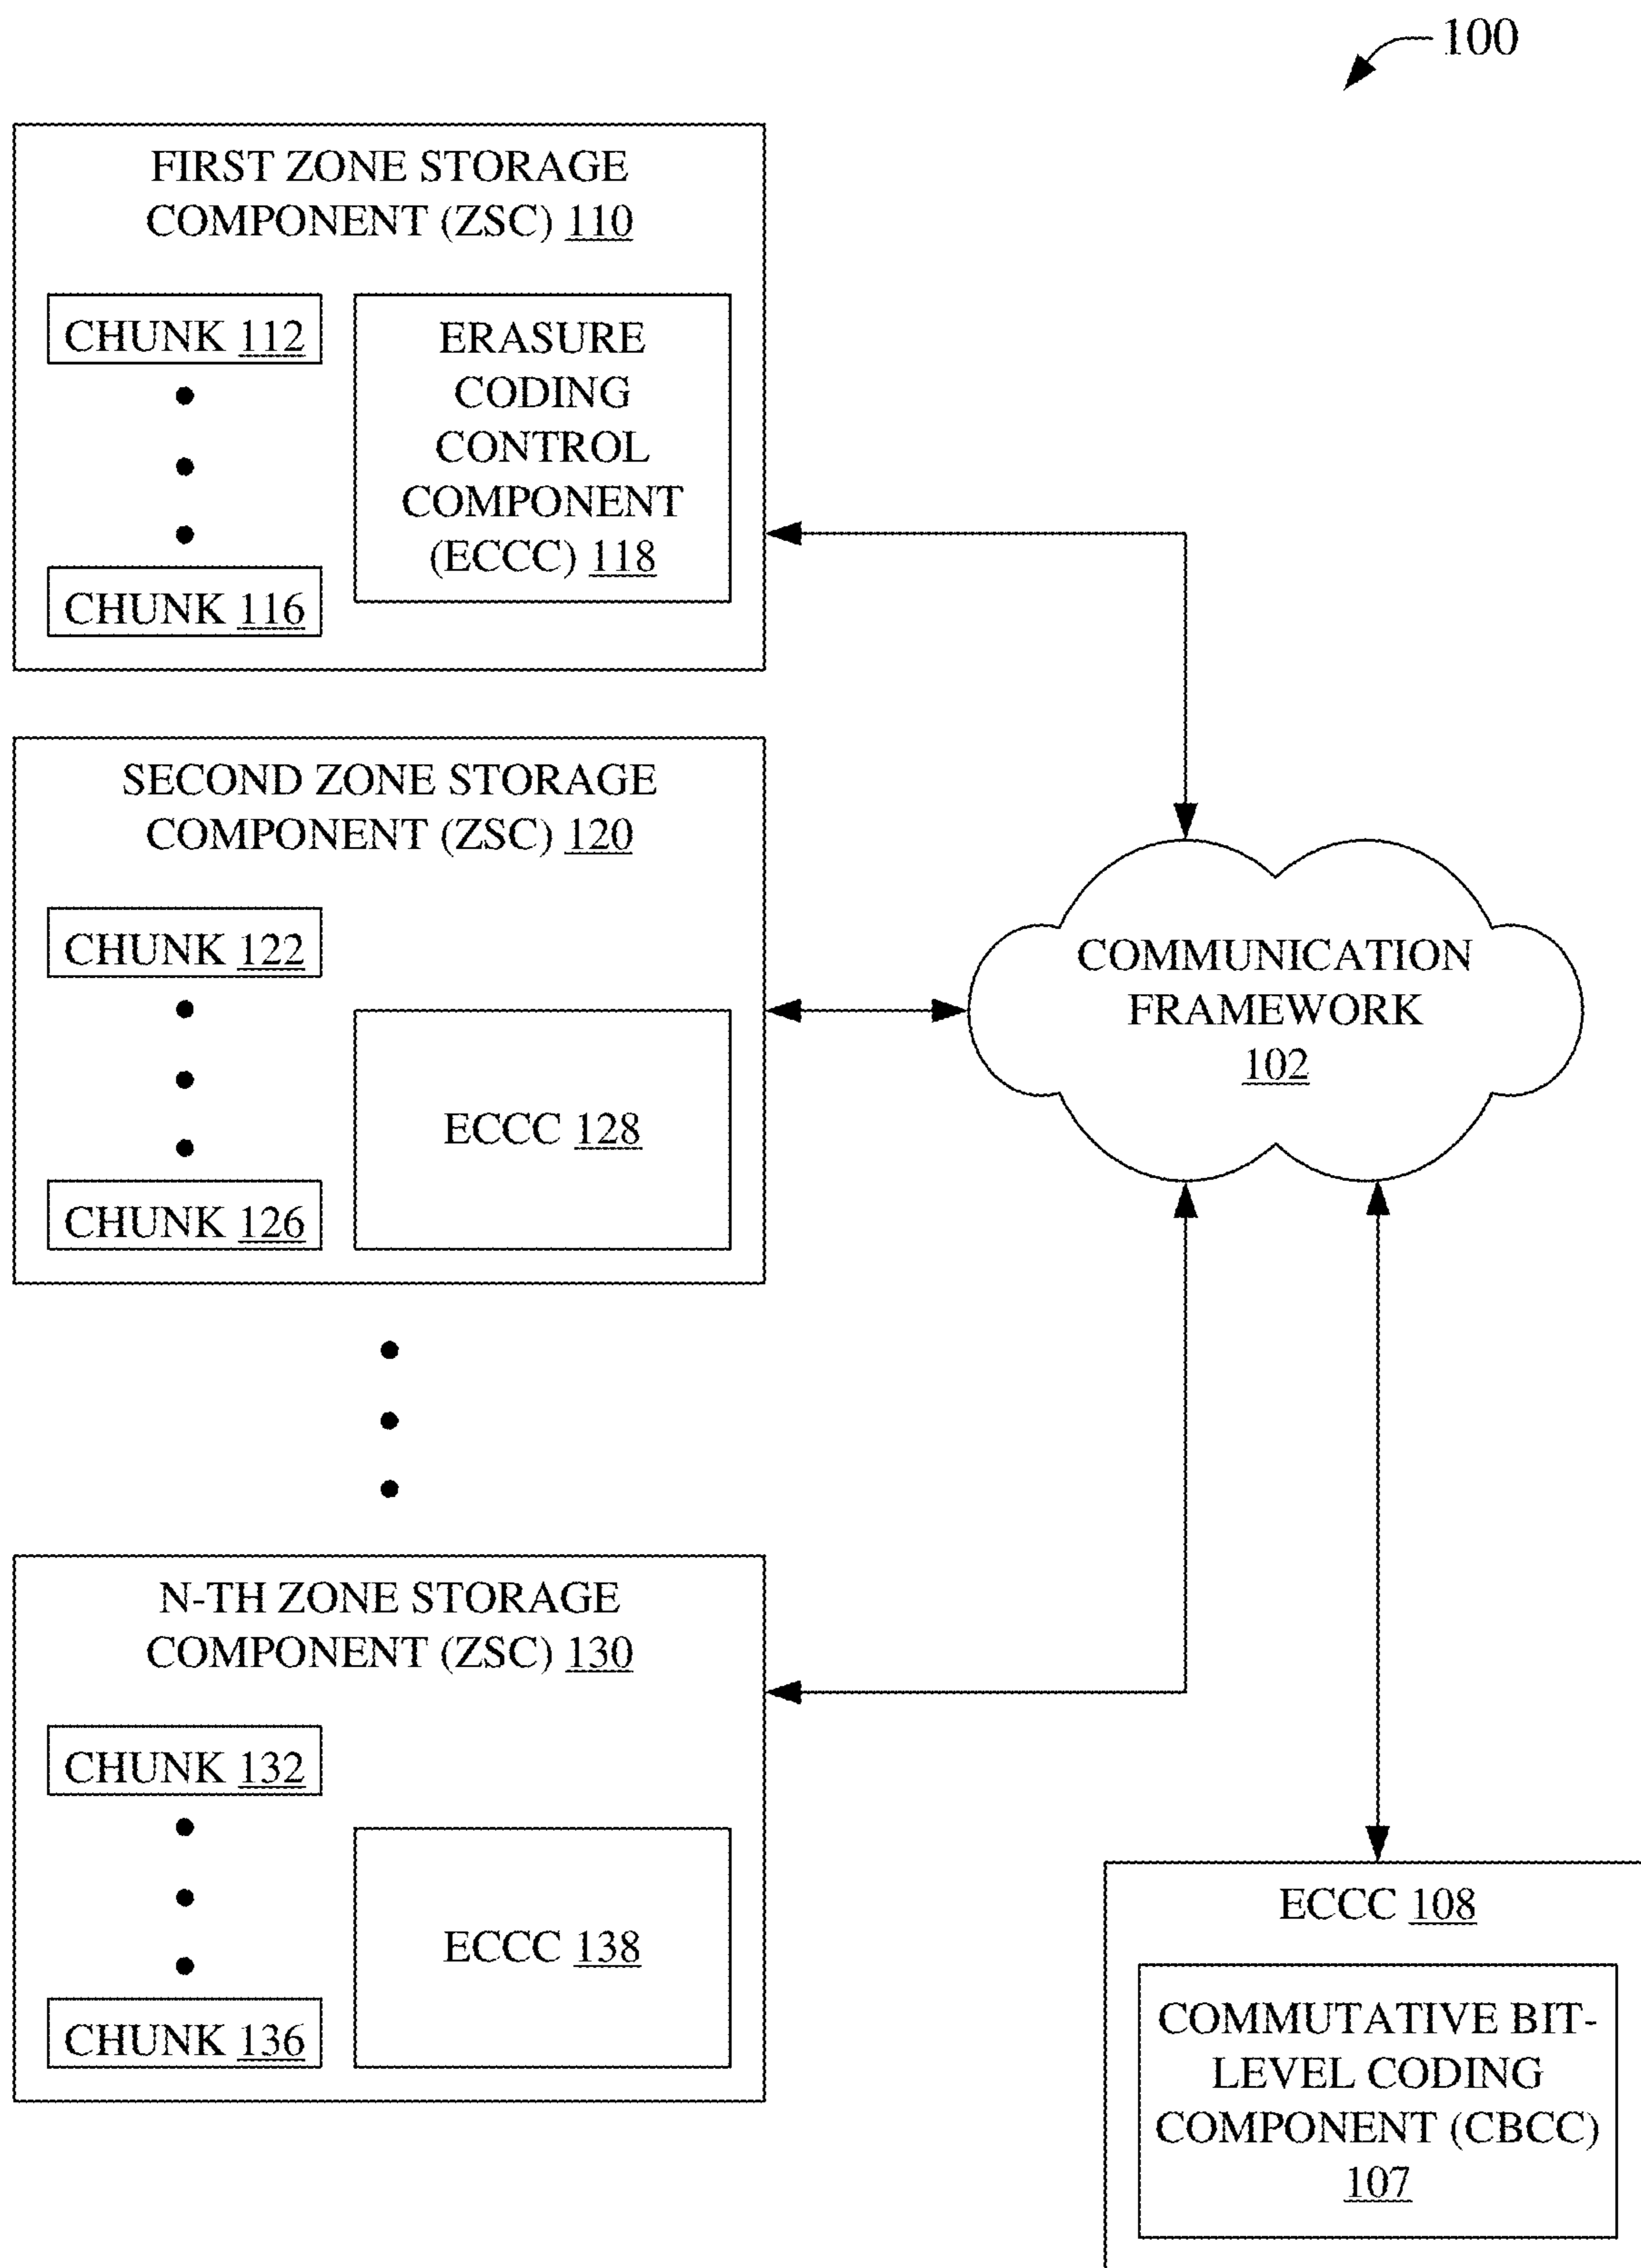 100
FIRST ZONE STORAGE
COMPONENT (ZSC) 110
CHUNK 112
CHUNK 116
ERASURE
CODING
CONTROL
COMPONENT
(ECCC) 118
SECOND ZONE STORAGE
COMPONENT (ZSC) 120
CHUNK 122
CHUNK 126
ECCC 128
COMMUNICATION
FRAMEWORK
102
N-TH ZONE STORAGE
COMPONENT (ZSC) 130
CHUNK 132
CHUNK 136
ECCC 138
ECCC 108
COMMUTATIVE BIT-
LEVEL CODING
COMPONENT (CBCC)
107